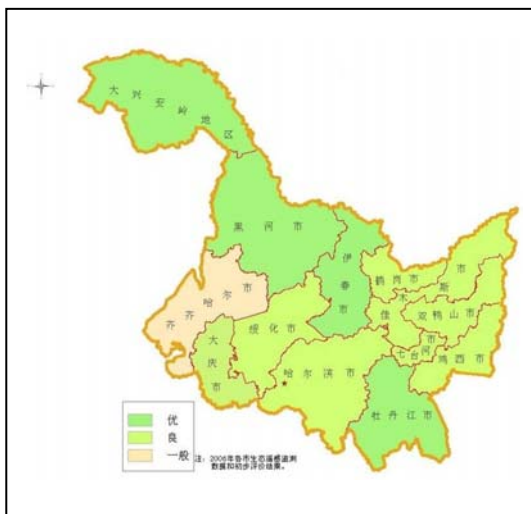 大兴安岭地区
黑河市
伊春市
齐齐哈尔市
鹤岗市
佳木斯市
双鸭山市
绥化市
大庆市
七台河市
鸡西市
哈尔滨市
牡丹江市
优
良
一般
注：2006年各市生态遥感监测
数据和初步评价结果。